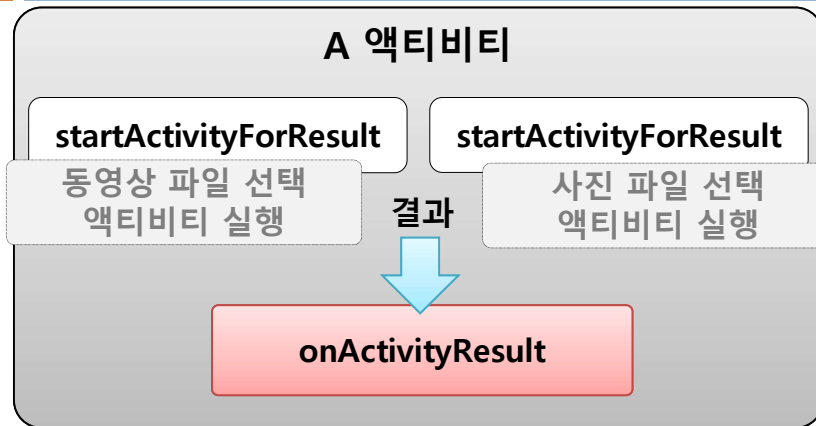 A 액티비티
startActivityForResult
startActivityForResult
동영상 파일 선택
액티비티 실행
사진 파일 선택
액티비티 실행
결과
onActivityResult